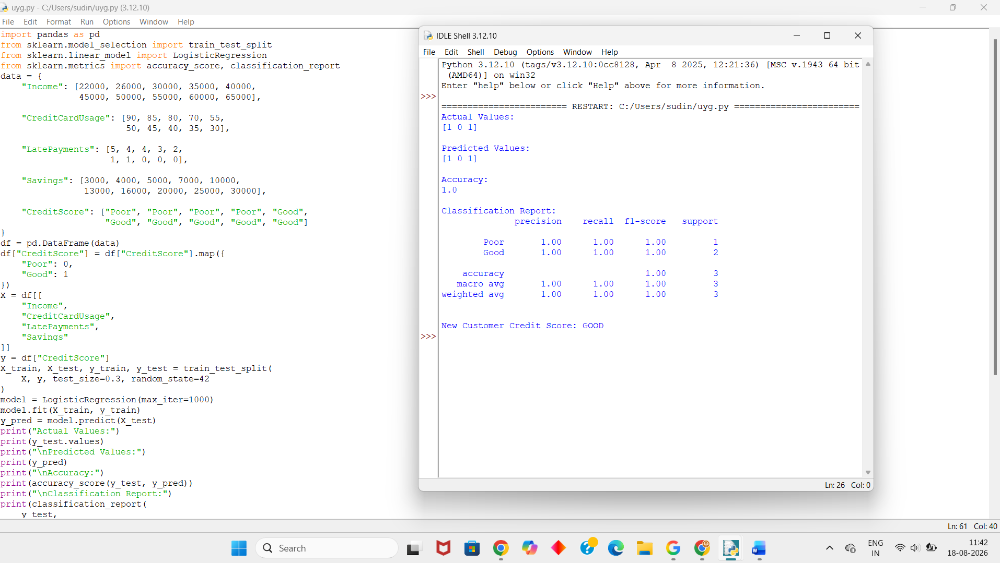 uyg.py - C:/Users/sudin/uyg.py (3.12.10)
File Edit Format Run Options Window Help
import pandas as pd
from sklearn.model_selection import train_test_split
from sklearn.linear_model import LogisticRegression
from sklearn.metrics import accuracy_score, classification_report
data = {
    "Income": [22000, 26000, 30000, 35000, 40000,
               45000, 50000, 55000, 60000, 65000],
    "CreditCardUsage": [90, 85, 80, 70, 55,
                        50, 45, 40, 35, 30],
    "LatePayments": [5, 4, 4, 3, 2,
                     1, 1, 0, 0, 0],
    "Savings": [3000, 4000, 5000, 7000, 10000,
                13000, 16000, 20000, 25000, 30000],
    "CreditScore": ["Poor", "Poor", "Poor", "Poor", "Good",
                    "Good", "Good", "Good", "Good", "Good"]
}
df = pd.DataFrame(data)
df["CreditScore"] = df["CreditScore"].map({
    "Poor": 0,
    "Good": 1
})
X = df[[
    "Income",
    "CreditCardUsage",
    "LatePayments",
    "Savings"
]]
y = df["CreditScore"]
X_train, X_test, y_train, y_test = train_test_split(
    X, y, test_size=0.3, random_state=42
)
model = LogisticRegression(max_iter=1000)
model.fit(X_train, y_train)
y_pred = model.predict(X_test)
print("Actual Values:")
print(y_test.values)
print("\nPredicted Values:")
print(y_pred)
print("\nAccuracy:")
print(accuracy_score(y_test, y_pred))
print("\nClassification Report:")
print(classification_report(
    y_test,
Ln: 61 Col: 40
IDLE Shell 3.12.10
File Edit Shell Debug Options Window Help
Python 3.12.10 (tags/v3.12.10:0cc8128, Apr  8 2025, 12:21:36) [MSC v.1943 64 bit
 (AMD64)] on win32
Enter "help" below or click "Help" above for more information.
>>>
======================== RESTART: C:/Users/sudin/uyg.py ========================
Actual Values:
[1 0 1]
Predicted Values:
[1 0 1]
Accuracy:
1.0
Classification Report:
              precision    recall  f1-score   support
        Poor       1.00      1.00      1.00         1
        Good       1.00      1.00      1.00         2
    accuracy                           1.00         3
   macro avg       1.00      1.00      1.00         3
weighted avg       1.00      1.00      1.00         3
New Customer Credit Score: GOOD
>>>
Ln: 26 Col: 0
Search
ENG
IN
11:42
18-08-2026